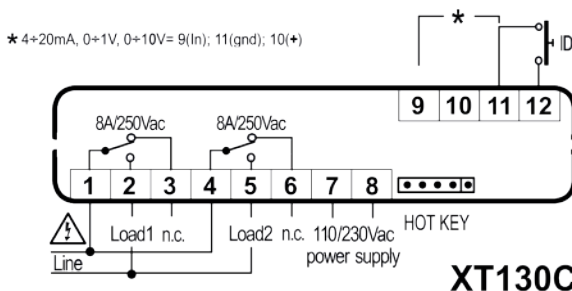 *
* 4÷20mA, 0÷1V, 0÷10V= 9(In); 11(gnd); 10(+)
ID
9 10 11 12
8A/250Vac 8A/250Vac
1 2 3 4 5 6 7 8
HOT KEY
Load1 n.c. Load2 n.c. 110/230Vac
power supply
Line
XT130C